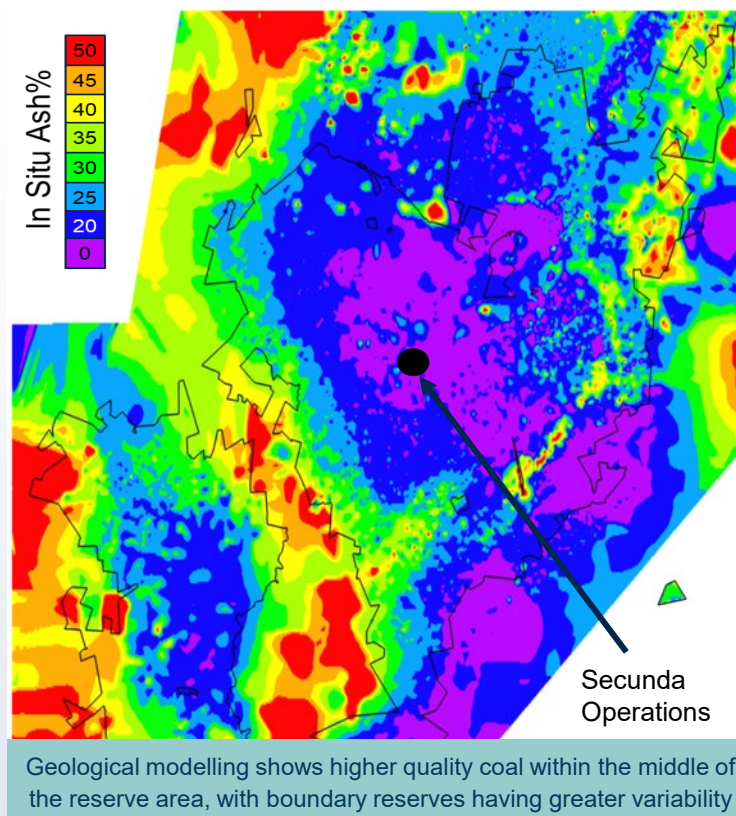 In Situ Ash%
50
45
40
35
30
25
20
0
Secunda
Operations
Geological modelling shows higher quality coal within the middle of
the reserve area, with boundary reserves having greater variability